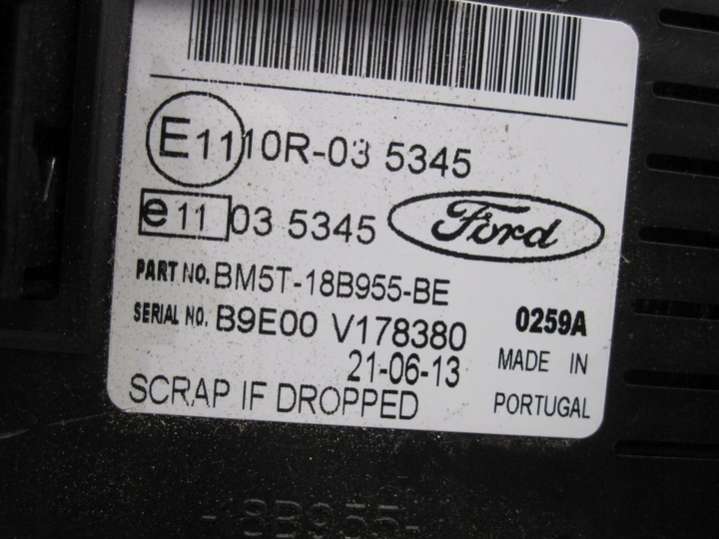 E11 10R-03 5345
e11 03 5345 Ford
PART NO. BM5T-18B955-BE
SERIAL NO. B9E00 V178380 0259A
21-06-13 MADE IN
SCRAP IF DROPPED PORTUGAL
-18B955-